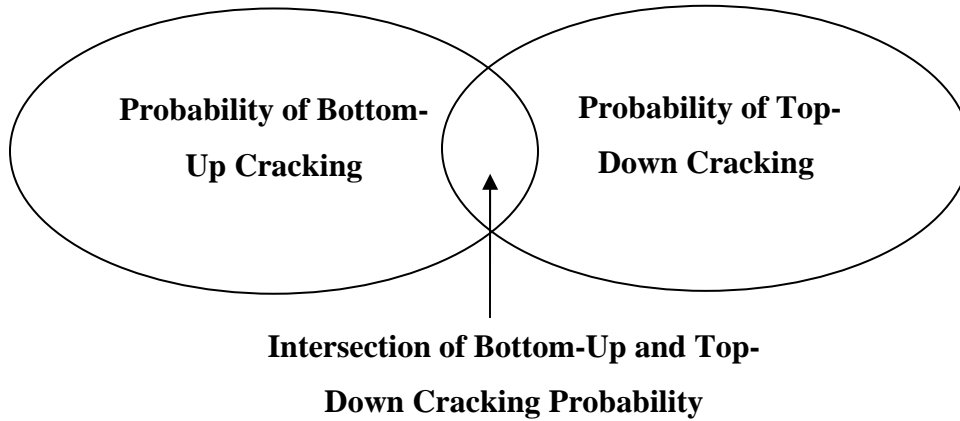 Probability of Bottom-
Up Cracking
Probability of Top-
Down Cracking
Intersection of Bottom-Up and Top-
Down Cracking Probability